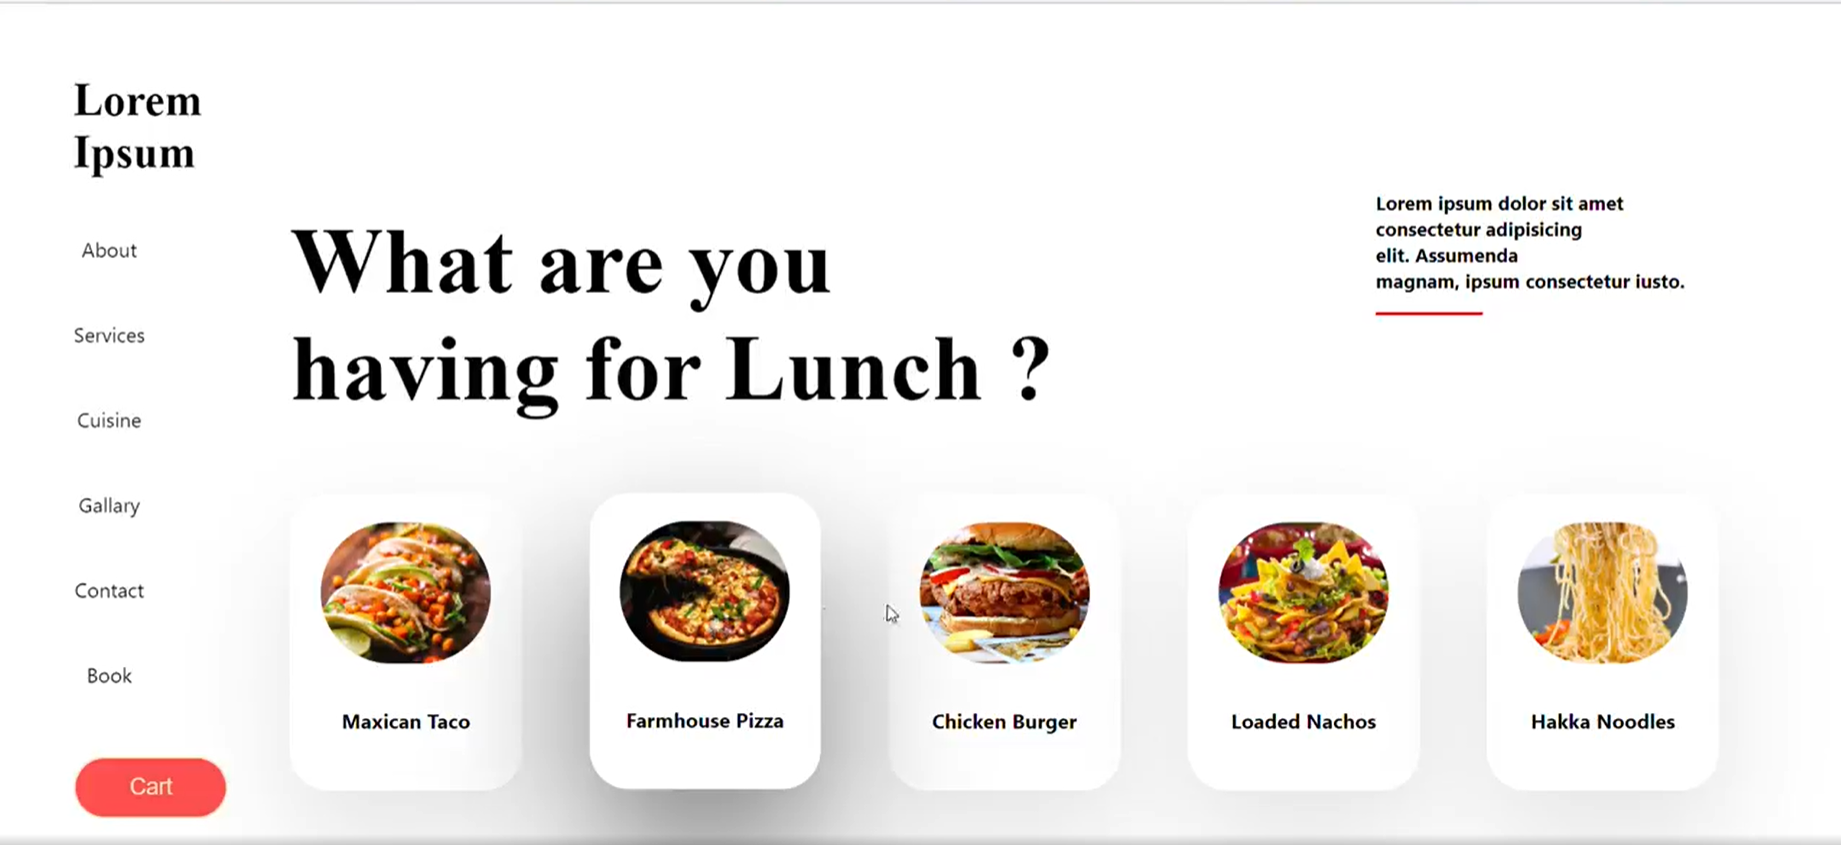 Lorem
Ipsum
About
Services
Cuisine
Gallary
Contact
Book
Cart
What are you
having for Lunch ?
Lorem ipsum dolor sit amet
consectetur adipisicing
elit. Assumenda
magnam, ipsum consectetur iusto.
Maxican Taco
Farmhouse Pizza
Chicken Burger
Loaded Nachos
Hakka Noodles